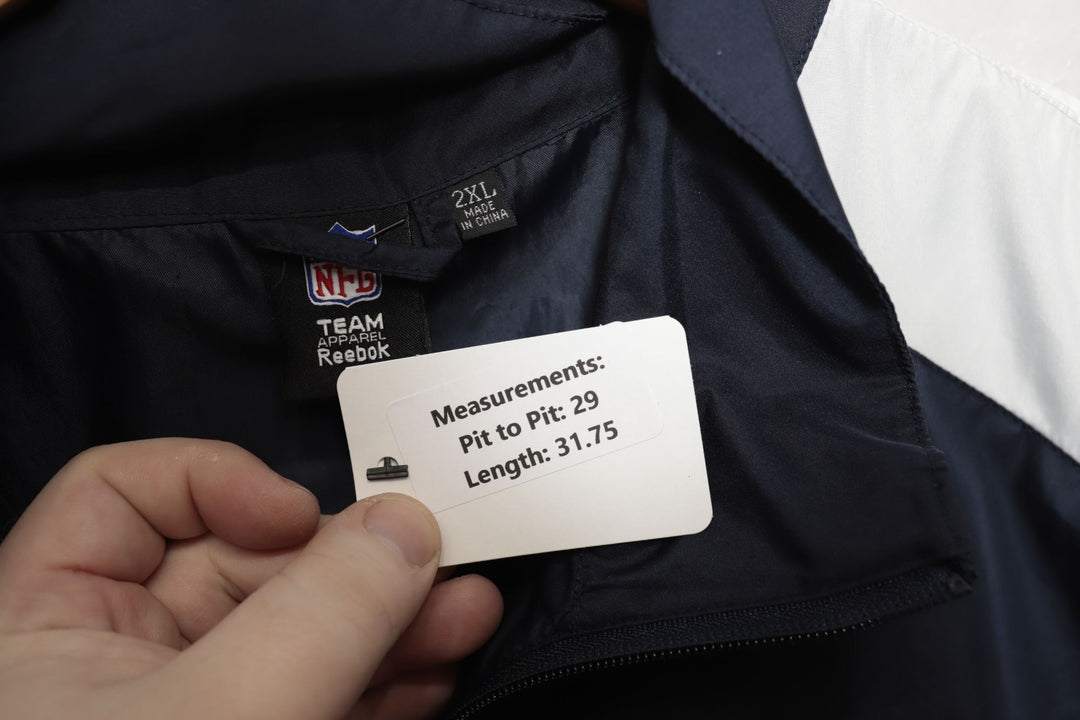 2XL
MADE
IN CHINA
NFL
TEAM
APPAREL
Reebok
Measurements:
Pit to Pit: 29
Length: 31.75